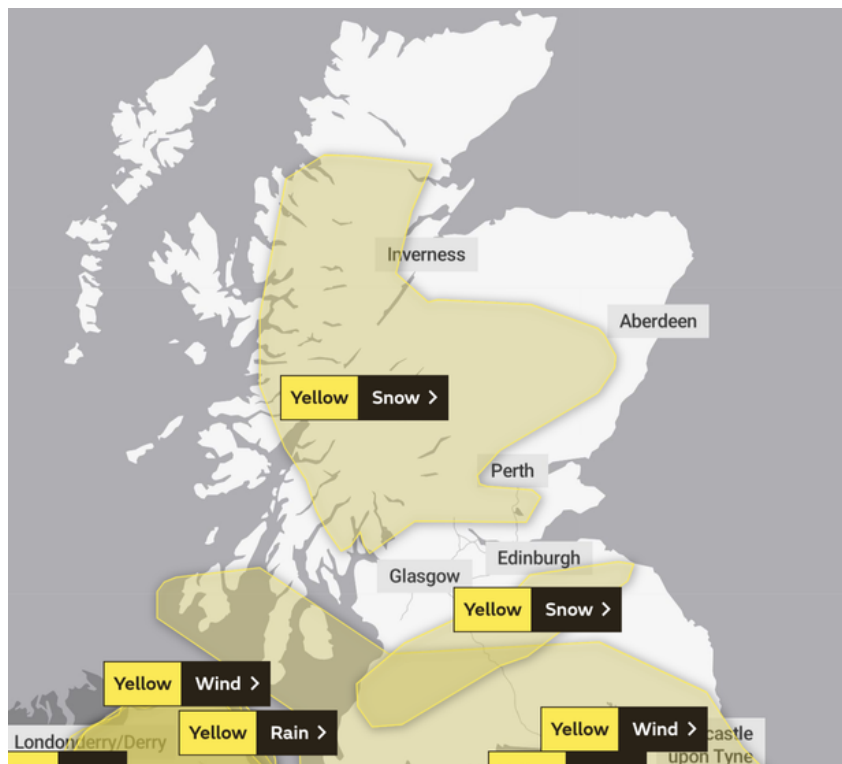 Inverness
Aberdeen
Yellow Snow >
Perth
Edinburgh
Glasgow
Yellow Snow >
Yellow Wind >
Yellow Rain >
Yellow Wind >
castle
Londonderry/Derry
upon Tyne